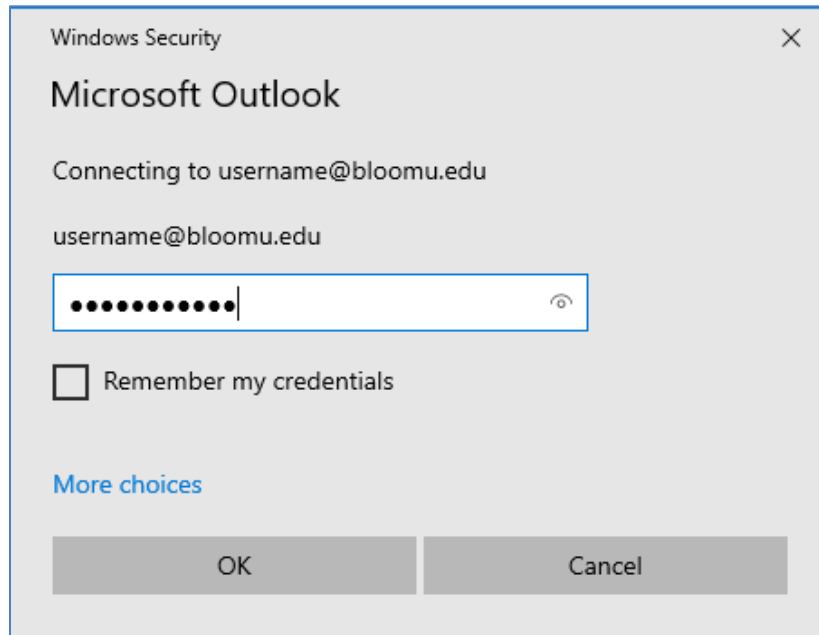 Windows Security
Microsoft Outlook
Connecting to username@bloomu.edu
username@bloomu.edu
●●●●●●●●●●●
Remember my credentials
More choices
OK Cancel